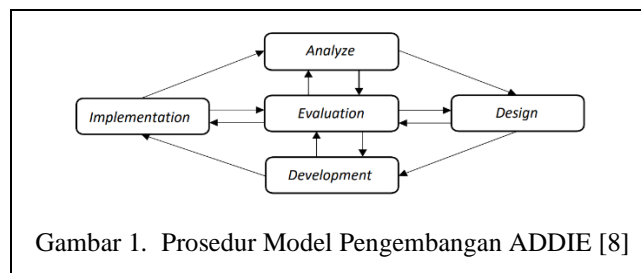 Analyze
Implementation
Evaluation
Design
Development
Gambar 1. Prosedur Model Pengembangan ADDIE [8]